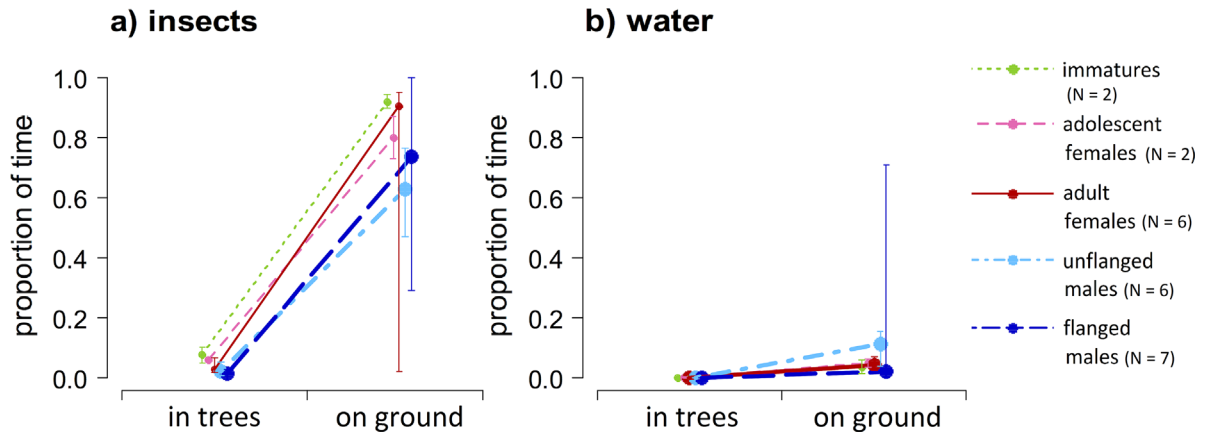 a) insects
proportion of time
1.0
0.8
0.6
0.4
0.2
0.0
in trees
on ground
b) water
proportion of time
1.0
0.8
0.6
0.4
0.2
0.0
in trees
on ground
immatures
(N = 2)
adolescent
females (N = 2)
adult
females (N = 6)
unflanged
males (N = 6)
flanged
males (N = 7)